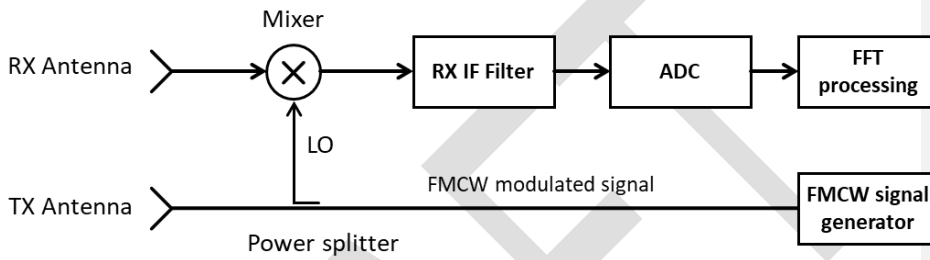 Mixer
RX Antenna
RX IF Filter
ADC
FFT
processing
LO
FMCW modulated signal
TX Antenna
FMCW signal
generator
Power splitter